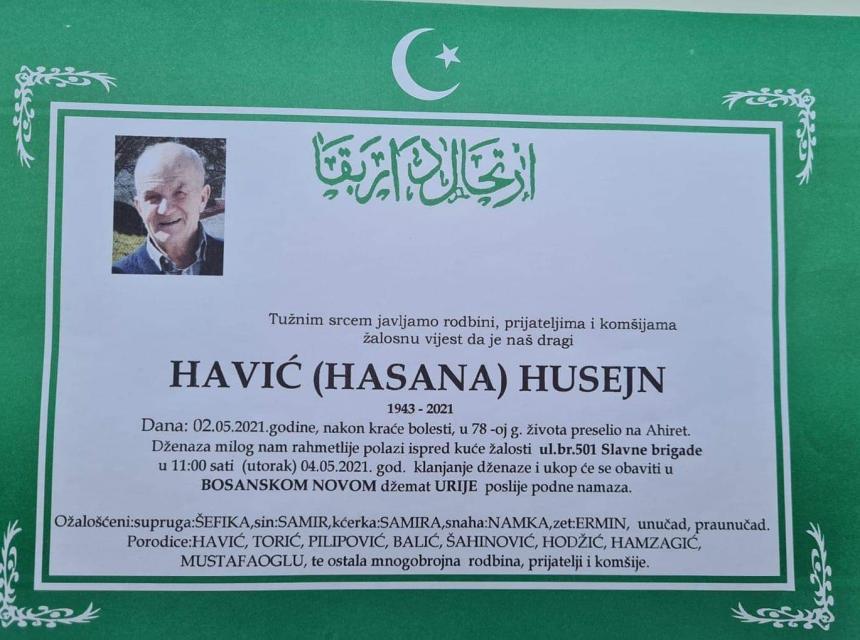 ارتحال دار بقا
Tužnim srcem javljamo rodbini, prijateljima i komšijama
žalosnu vijest da je naš dragi
HAVIĆ (HASANA) HUSEJN
1943 - 2021
Dana: 02.05.2021.godine, nakon kraće bolesti, u 78 -oj g. života preselio na Ahiret.
Dženaza milog nam rahmetlije polazi ispred kuće žalosti ul.br.501 Slavne brigade
u 11:00 sati (utorak) 04.05.2021. god. klanjanje dženaze i ukop će se obaviti u
BOSANSKOM NOVOM džemat URIJE poslije podne namaza.
Ožalošćeni:supruga:ŠEFIKA,sin:SAMIR,kćerka:SAMIRA,snaha:NAMKA,zet:ERMIN, unučad, praunučad.
Porodice:HAVIĆ, TORIĆ, PILIPOVIĆ, BALIĆ, ŠAHINOVIĆ, HODŽIĆ, HAMZAGIĆ,
MUSTAFAOGLU, te ostala mnogobrojna rodbina, prijatelji i komšije.